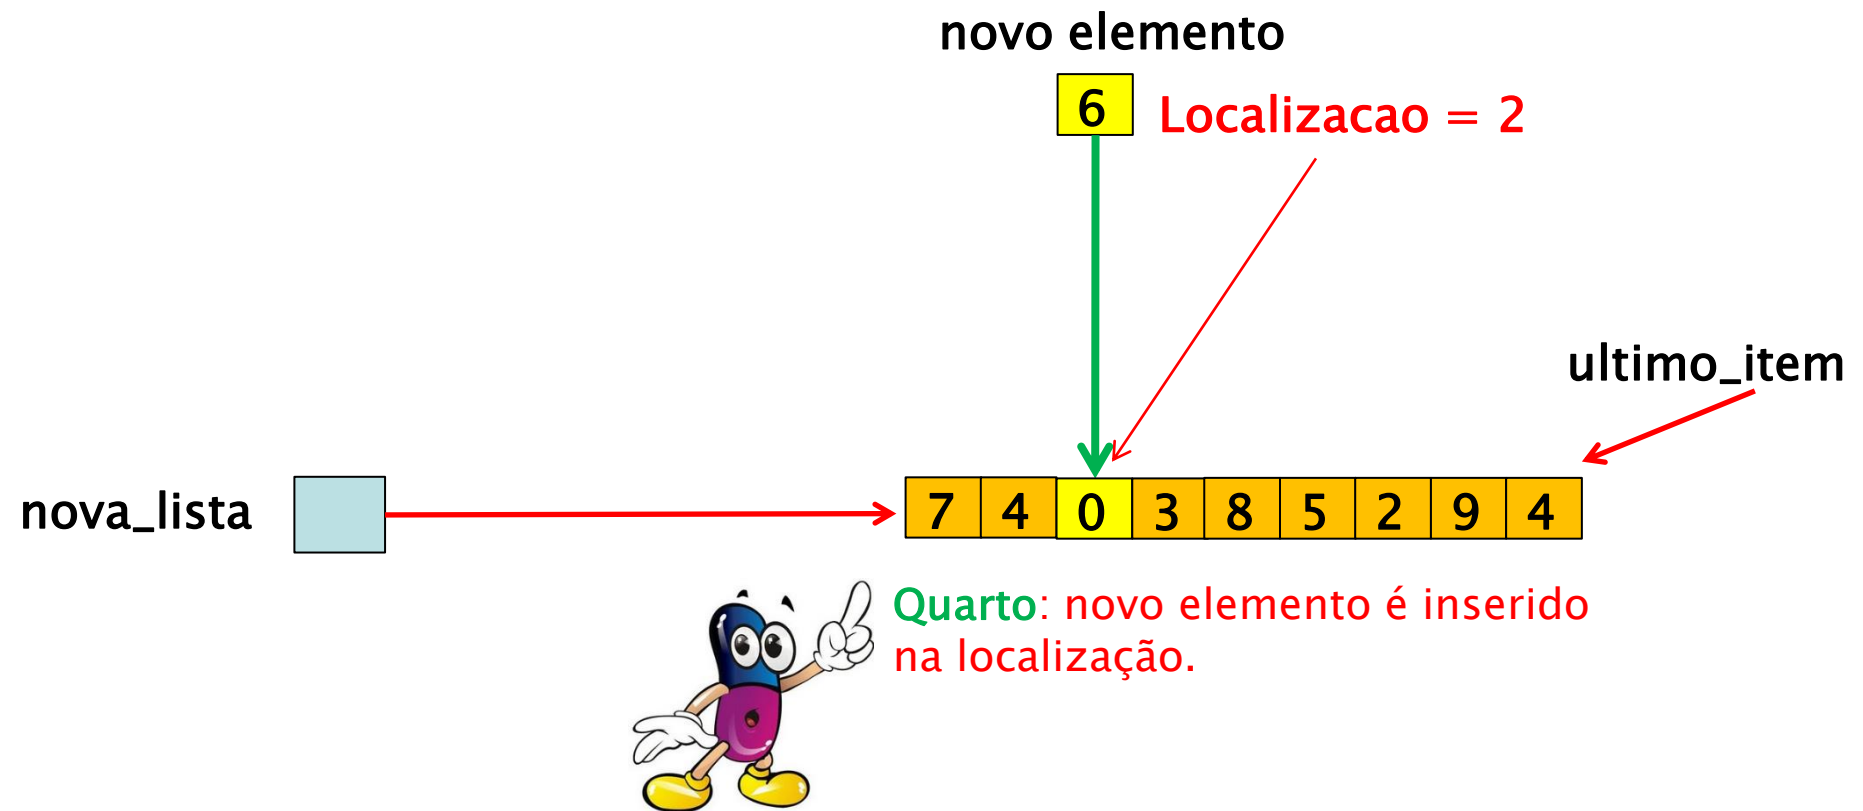 novo elemento
6
Localizacao = 2
ultimo_item
nova_lista
7 4 0 3 8 5 2 9 4
Quarto: novo elemento é inserido
na localização.